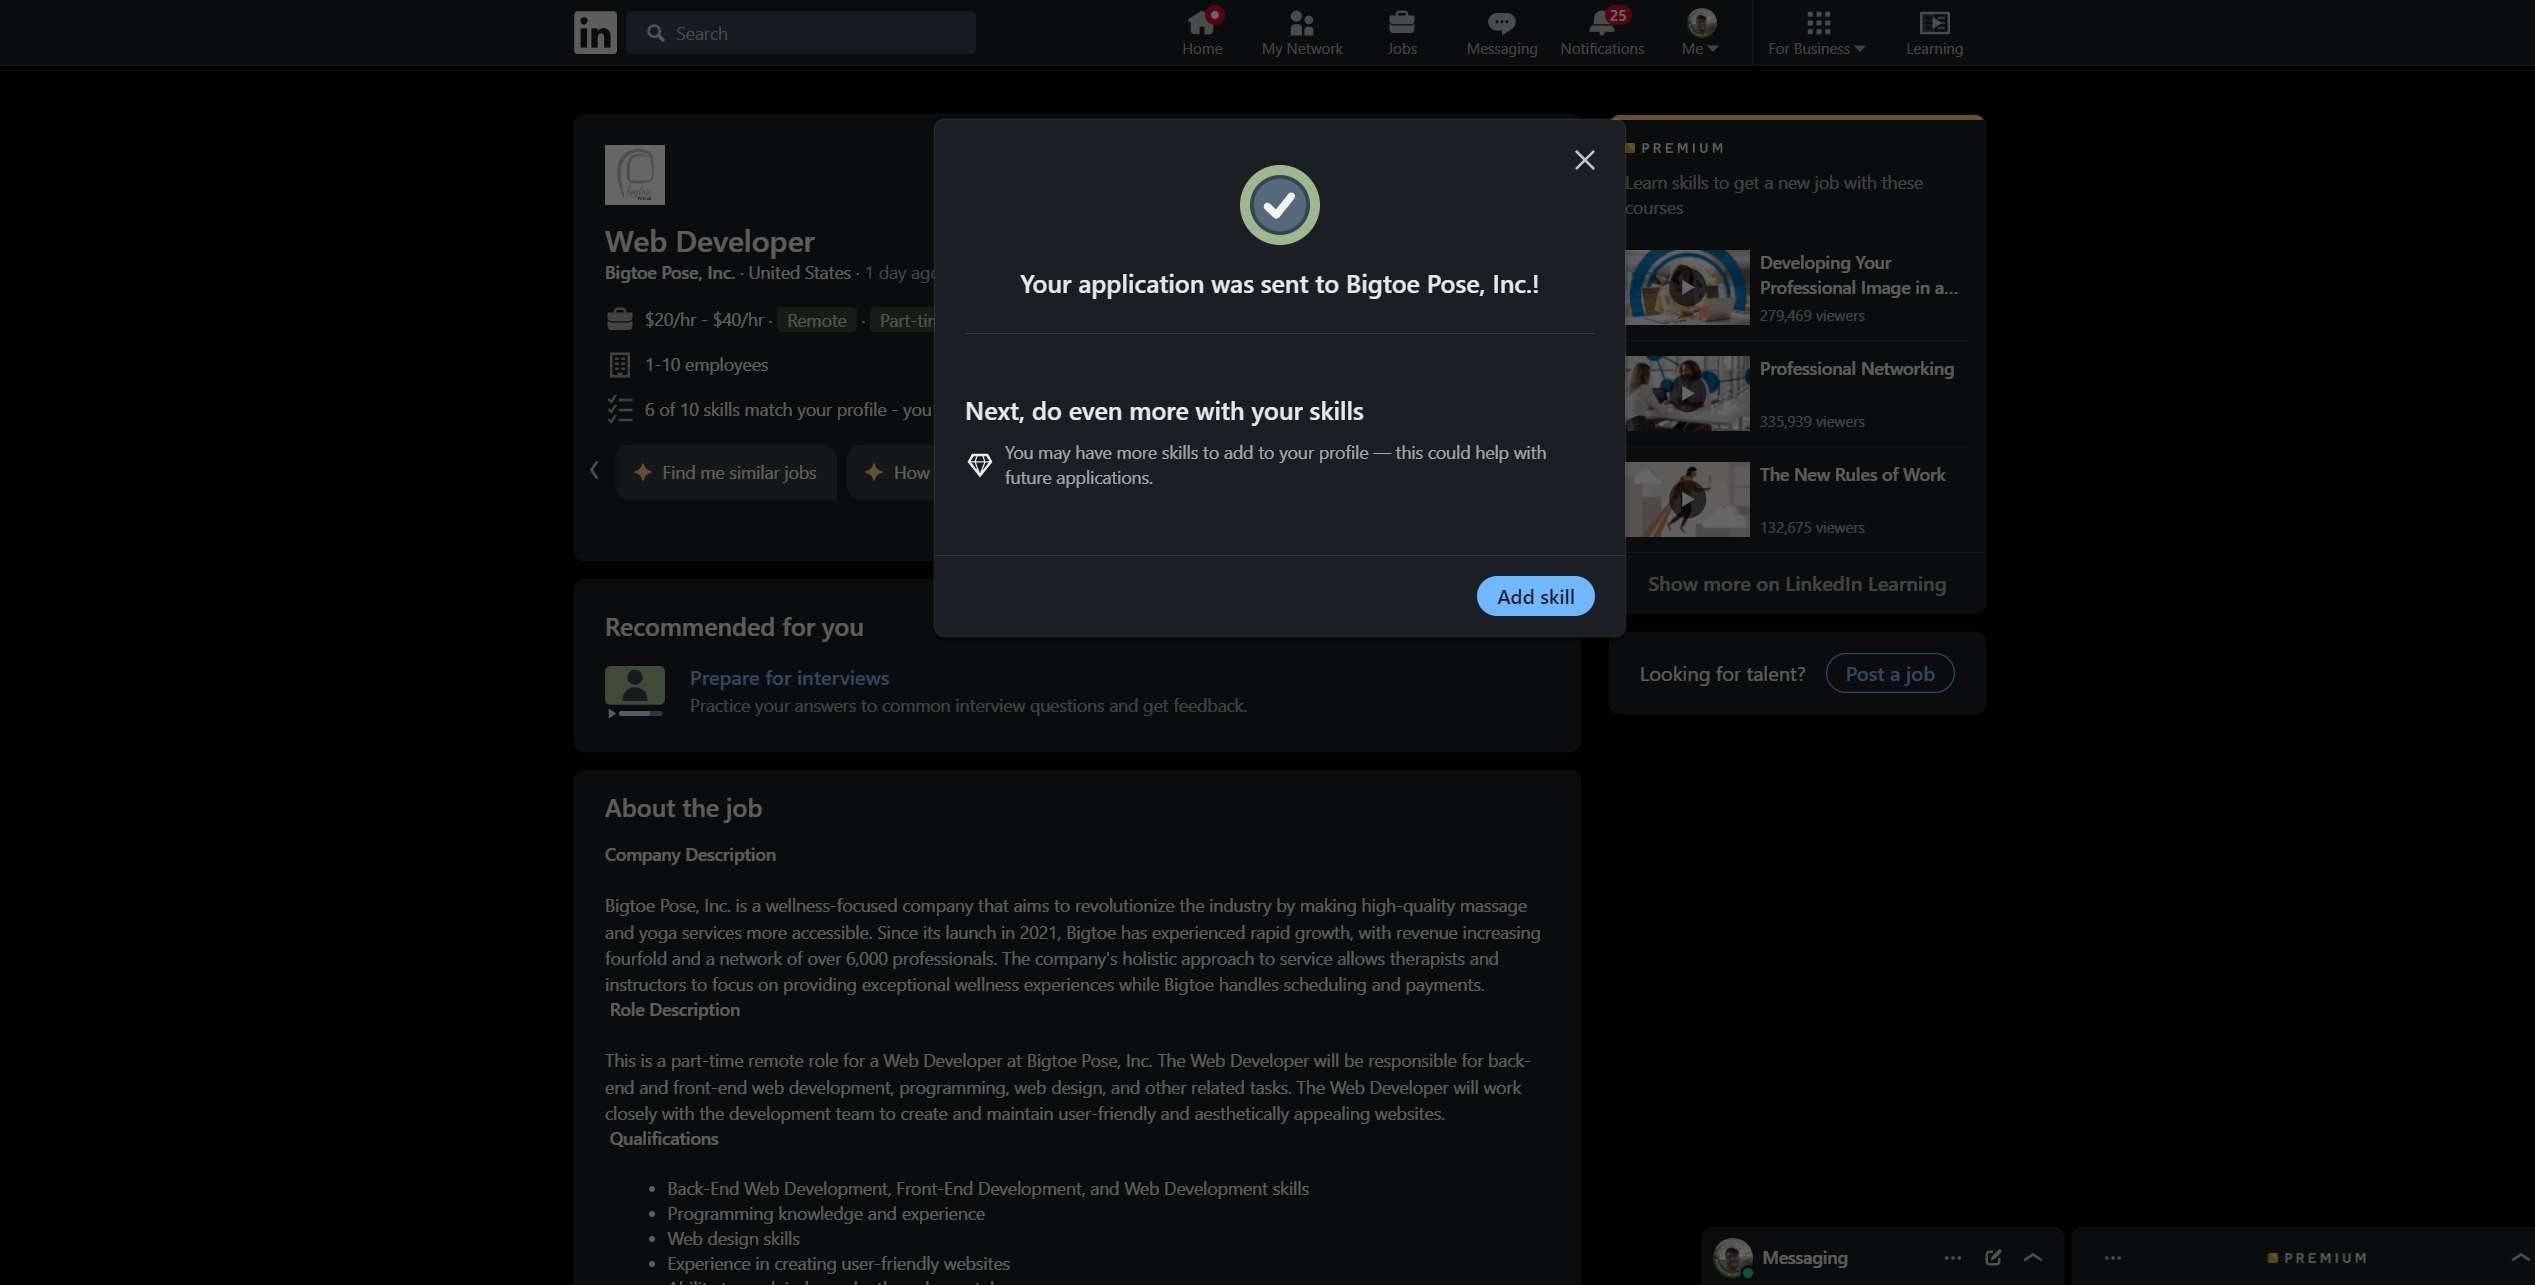 in
Search
Home
My Network
Jobs
Messaging
25
Notifications
Me
For Business
Learning
bigtoe
YOGA
Web Developer
Bigtoe Pose, Inc. · United States · 1 day ago
$20/hr - $40/hr · Remote · Part-tin
1-10 employees
6 of 10 skills match your profile - you
Find me similar jobs
How
Your application was sent to Bigtoe Pose, Inc.!
Next, do even more with your skills
You may have more skills to add to your profile — this could help with
future applications.
Add skill
PREMIUM
Learn skills to get a new job with these
courses
Developing Your
Professional Image in a...
279,469 viewers
Professional Networking
335,939 viewers
The New Rules of Work
132,675 viewers
Show more on LinkedIn Learning
Looking for talent?
Post a job
Recommended for you
Prepare for interviews
Practice your answers to common interview questions and get feedback.
About the job
Company Description
Bigtoe Pose, Inc. is a wellness-focused company that aims to revolutionize the industry by making high-quality massage
and yoga services more accessible. Since its launch in 2021, Bigtoe has experienced rapid growth, with revenue increasing
fourfold and a network of over 6,000 professionals. The company's holistic approach to service allows therapists and
instructors to focus on providing exceptional wellness experiences while Bigtoe handles scheduling and payments.
Role Description
This is a part-time remote role for a Web Developer at Bigtoe Pose, Inc. The Web Developer will be responsible for back-
end and front-end web development, programming, web design, and other related tasks. The Web Developer will work
closely with the development team to create and maintain user-friendly and aesthetically appealing websites.
Qualifications
• Back-End Web Development, Front-End Development, and Web Development skills
• Programming knowledge and experience
• Web design skills
• Experience in creating user-friendly websites
Messaging
PREMIUM